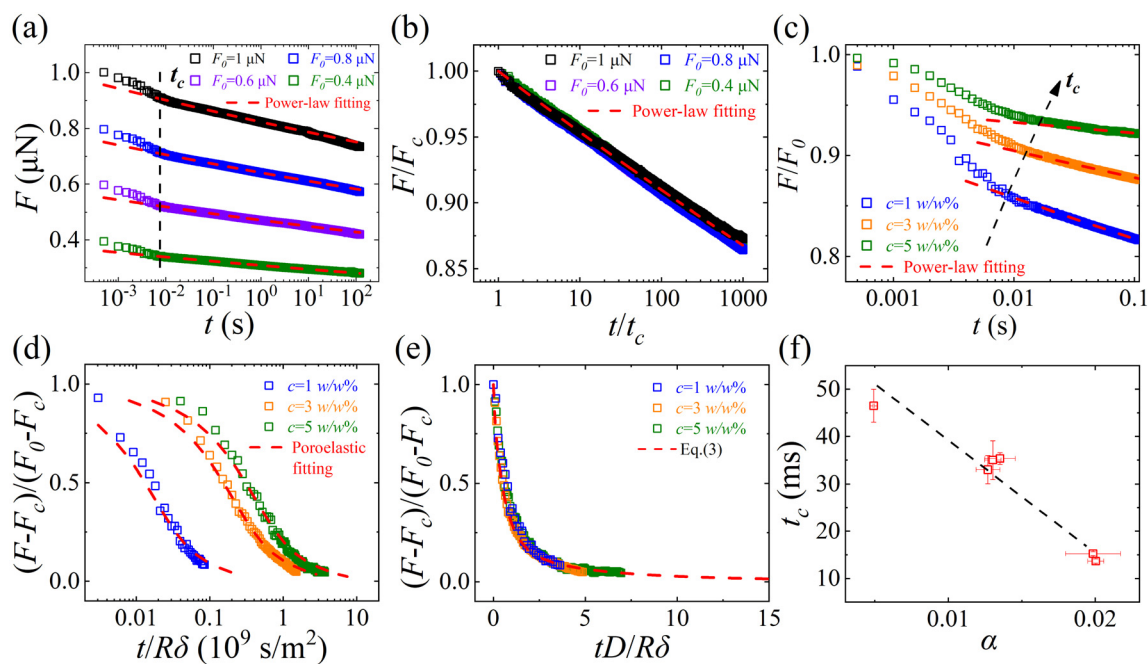 (a)
F₀=1 μN F₀=0.8 μN
F₀=0.6 μN F₀=0.4 μN
Power-law fitting
t_c
1.0
0.8
0.6
0.4
F (μN)
10⁻³ 10⁻² 10⁻¹ 10⁰ 10¹ 10²
t (s)
(b)
F₀=1 μN F₀=0.8 μN
F₀=0.6 μN F₀=0.4 μN
Power-law fitting
1.00
0.95
0.90
0.85
F/F_c
1 10 100 1000
t/t_c
(c)
t_c
1.0
0.9
0.8
F/F₀
c=1 w/w%
c=3 w/w%
c=5 w/w%
Power-law fitting
0.001 0.01 0.1
t (s)
(d)
c=1 w/w%
c=3 w/w%
c=5 w/w%
Poroelastic
fitting
1.0
0.5
0.0
(F-F_c)/(F₀-F_c)
0.01 0.1 1 10
t/Rδ (10⁹ s/m²)
(e)
c=1 w/w%
c=3 w/w%
c=5 w/w%
Eq.(3)
1.0
0.5
0.0
(F-F_c)/(F₀-F_c)
0 5 10 15
tD/Rδ
(f)
50
40
30
20
10
t_c (ms)
0.01 0.02
α